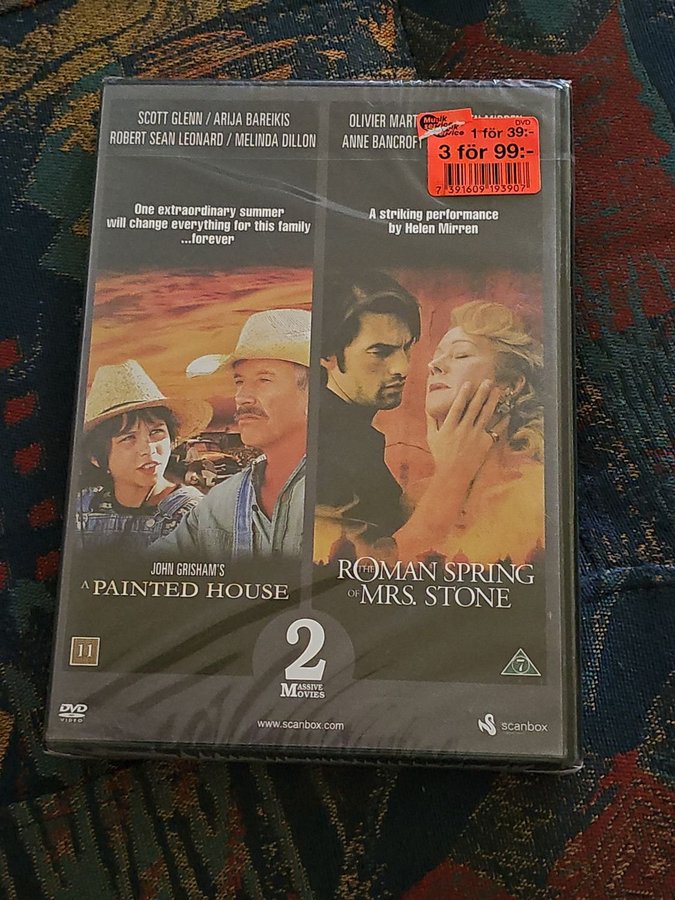 SCOTT GLENN / ARIJA BAREIKIS
ROBERT SEAN LEONARD / MELINDA DILLON
One extraordinary summer
will change everything for this family
...forever
JOHN GRISHAM'S
A PAINTED HOUSE
11
DVD
VIDEO
OLIVIER
ANNE BANCROFT
Musik
DVD
1 för 39:-
3 för 99:-
7 391609 193907
A striking performance
by Helen Mirren
THE
ROMAN SPRING
OF MRS. STONE
7
2
MASSIVE
MOVIES
www.scanbox.com
scanbox